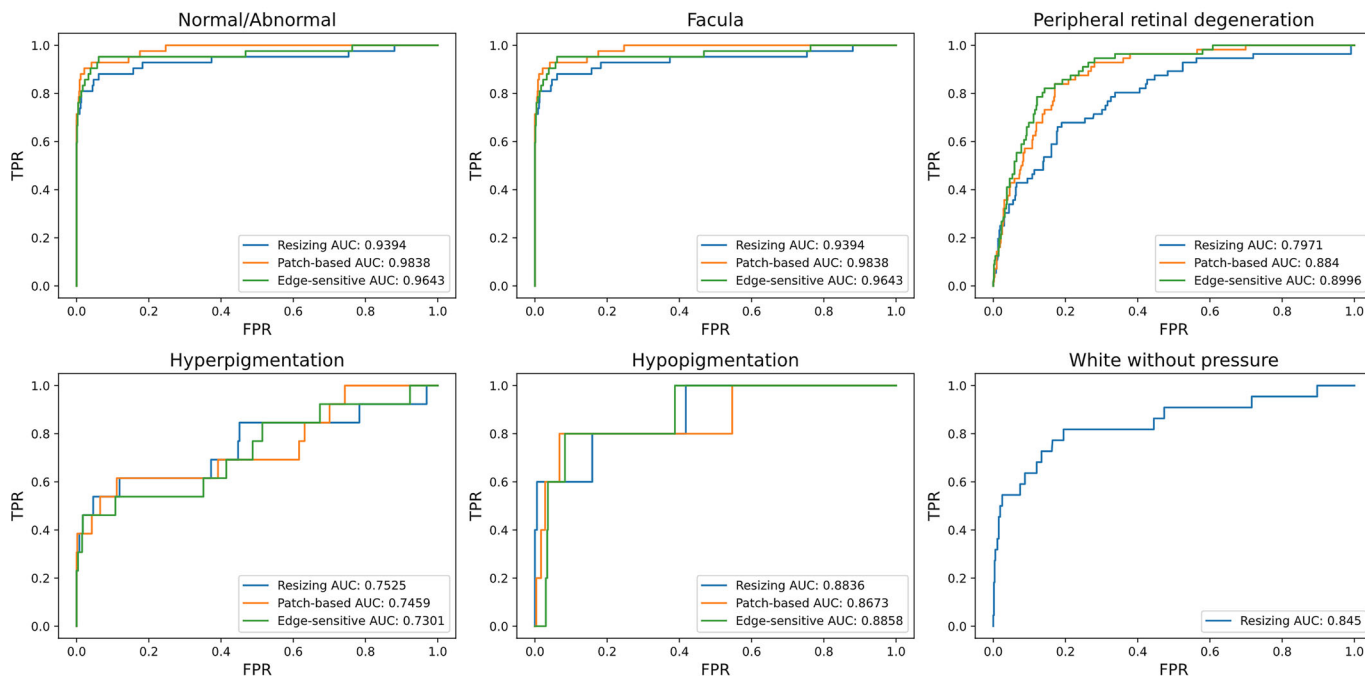 Normal/Abnormal
1.0
0.8
0.6
0.4
0.2
0.0
TPR
0.0 0.2 0.4 0.6 0.8 1.0
FPR
Resizing AUC: 0.9394
Patch-based AUC: 0.9838
Edge-sensitive AUC: 0.9643
Facula
1.0
0.8
0.6
0.4
0.2
0.0
TPR
0.0 0.2 0.4 0.6 0.8 1.0
FPR
Resizing AUC: 0.9394
Patch-based AUC: 0.9838
Edge-sensitive AUC: 0.9643
Peripheral retinal degeneration
1.0
0.8
0.6
0.4
0.2
0.0
TPR
0.0 0.2 0.4 0.6 0.8 1.0
FPR
Resizing AUC: 0.7971
Patch-based AUC: 0.884
Edge-sensitive AUC: 0.8996
Hyperpigmentation
1.0
0.8
0.6
0.4
0.2
0.0
TPR
0.0 0.2 0.4 0.6 0.8 1.0
FPR
Resizing AUC: 0.7525
Patch-based AUC: 0.7459
Edge-sensitive AUC: 0.7301
Hypopigmentation
1.0
0.8
0.6
0.4
0.2
0.0
TPR
0.0 0.2 0.4 0.6 0.8 1.0
FPR
Resizing AUC: 0.8836
Patch-based AUC: 0.8673
Edge-sensitive AUC: 0.8858
White without pressure
1.0
0.8
0.6
0.4
0.2
0.0
TPR
0.0 0.2 0.4 0.6 0.8 1.0
FPR
Resizing AUC: 0.845